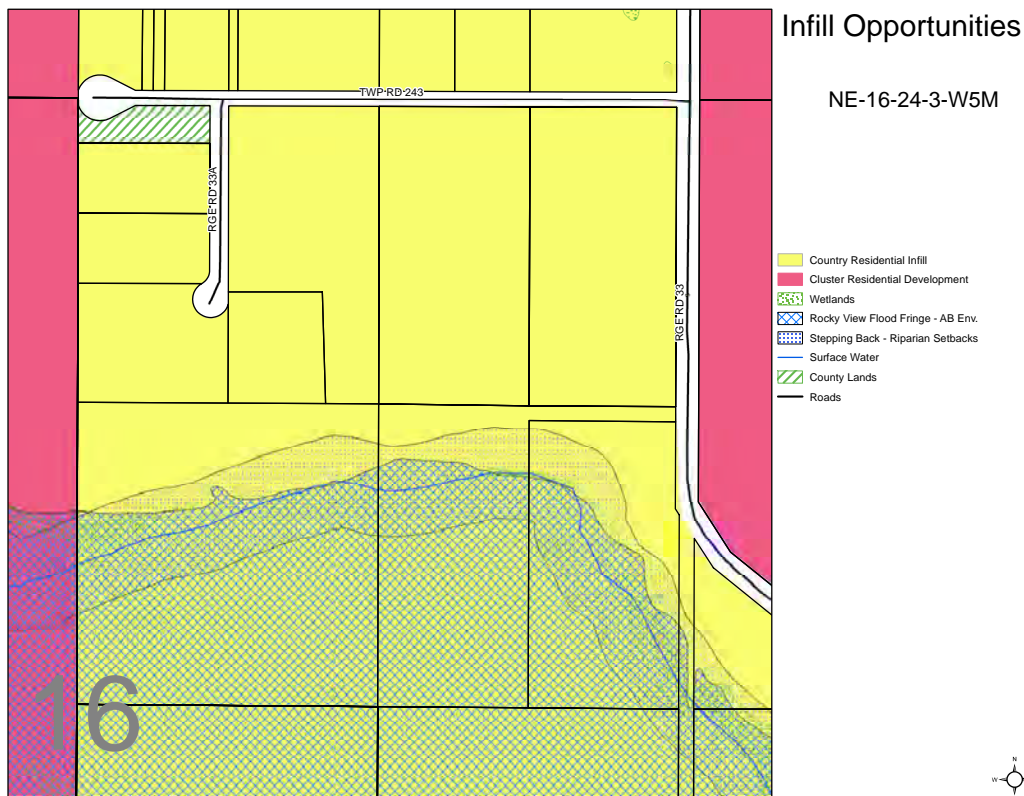 Infill Opportunities
NE-16-24-3-W5M
TWP RD 243
RGE RD 33A
RGE RD 33
Country Residential Infill
Cluster Residential Development
Wetlands
Rocky View Flood Fringe - AB Env.
Stepping Back - Riparian Setbacks
Surface Water
County Lands
Roads
16
N
W